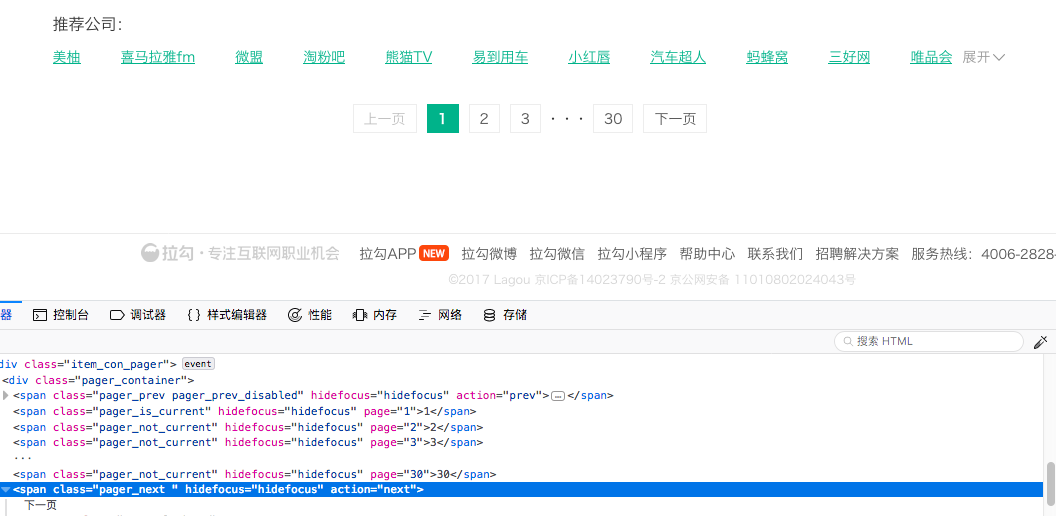 推荐公司：
美柚 喜马拉雅fm 微盟 淘粉吧 熊猫TV 易到用车 小红唇 汽车超人 蚂蜂窝 三好网 唯品会 展开
上一页 1 2 3 ··· 30 下一页
拉勾·专注互联网职业机会 拉勾APP NEW 拉勾微博 拉勾微信 拉勾小程序 帮助中心 联系我们 招聘解决方案 服务热线：4006-2828-
©2017 Lagou 京ICP备14023790号-2 京公网安备 11010802024043号
器 控制台 调试器 {} 样式编辑器 性能 内存 网络 存储
搜索 HTML
div class="item_con_pager"> event
<div class="pager_container">
<span class="pager_prev pager_prev_disabled" hidefocus="hidefocus" action="prev">…</span>
<span class="pager_is_current" hidefocus="hidefocus" page="1">1</span>
<span class="pager_not_current" hidefocus="hidefocus" page="2">2</span>
<span class="pager_not_current" hidefocus="hidefocus" page="3">3</span>
···
<span class="pager_not_current" hidefocus="hidefocus" page="30">30</span>
<span class="pager_next " hidefocus="hidefocus" action="next">
下一页